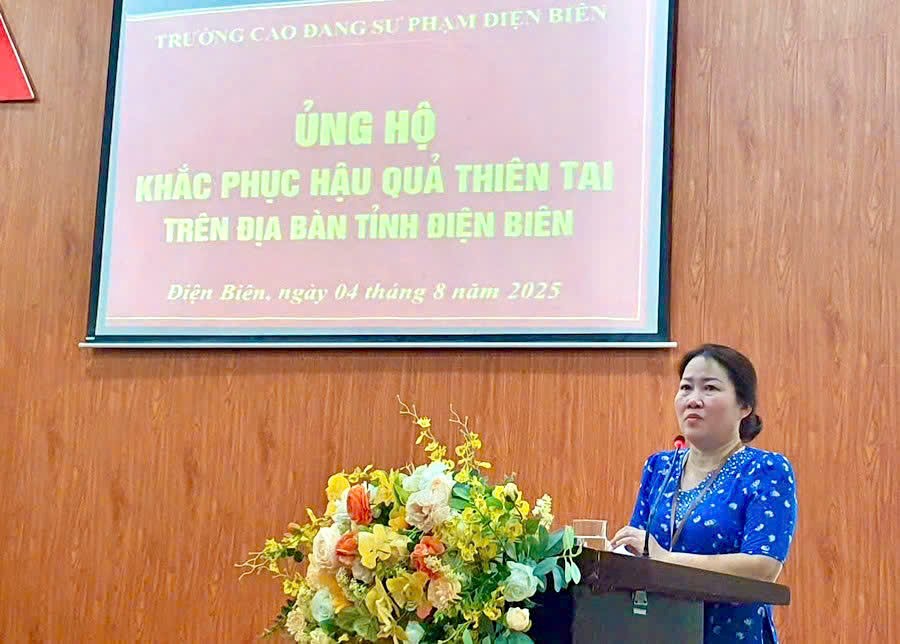 TRƯỜNG CAO ĐẲNG SƯ PHẠM ĐIỆN BIÊN
ỦNG HỘ
KHẮC PHỤC HẬU QUẢ THIÊN TAI
TRÊN ĐỊA BÀN TỈNH ĐIỆN BIÊN
Điện Biên, ngày 04 tháng 8 năm 2025